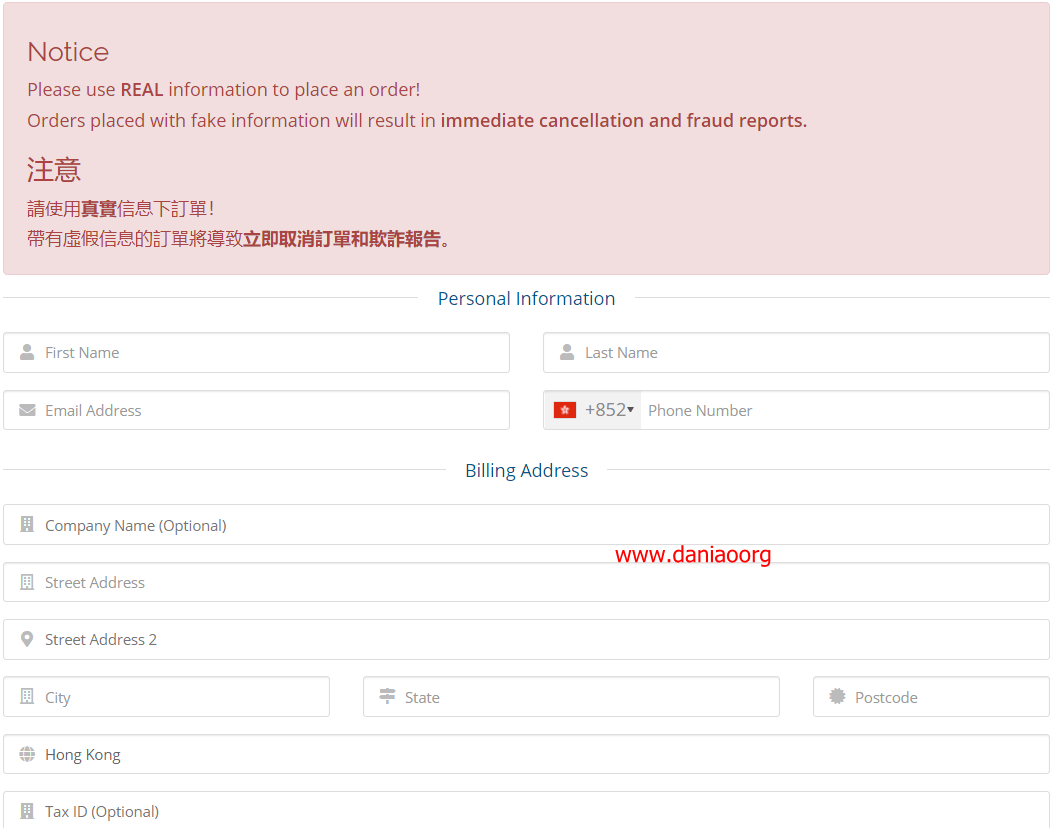 Notice
Please use REAL information to place an order!
Orders placed with fake information will result in immediate cancellation and fraud reports.
注意
請使用真實信息下訂單！
帶有虛假信息的訂單將導致立即取消訂單和欺詐報告。
Personal Information
First Name
Last Name
Email Address
+852
Phone Number
Billing Address
Company Name (Optional)
www.daniaoorg
Street Address
Street Address 2
City
State
Postcode
Hong Kong
Tax ID (Optional)